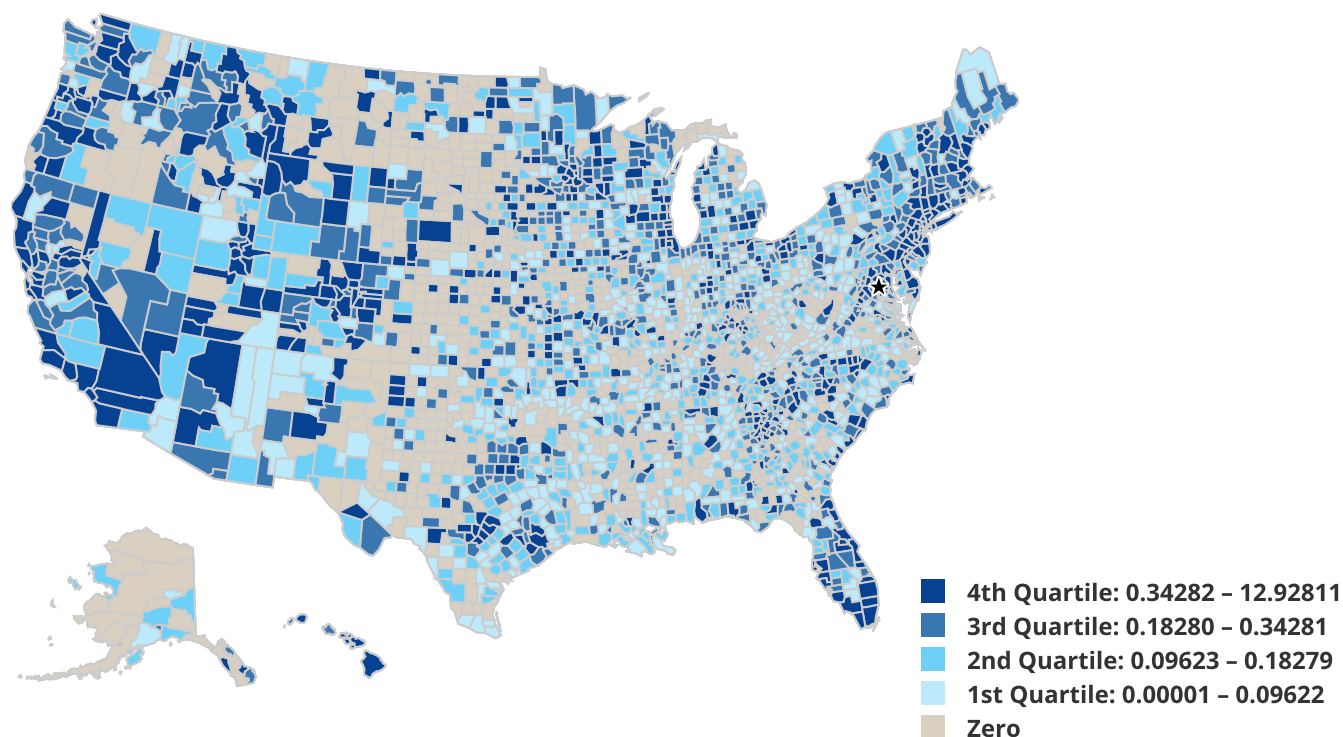 4th Quartile: 0.34282 – 12.92811
3rd Quartile: 0.18280 – 0.34281
2nd Quartile: 0.09623 – 0.18279
1st Quartile: 0.00001 – 0.09622
Zero